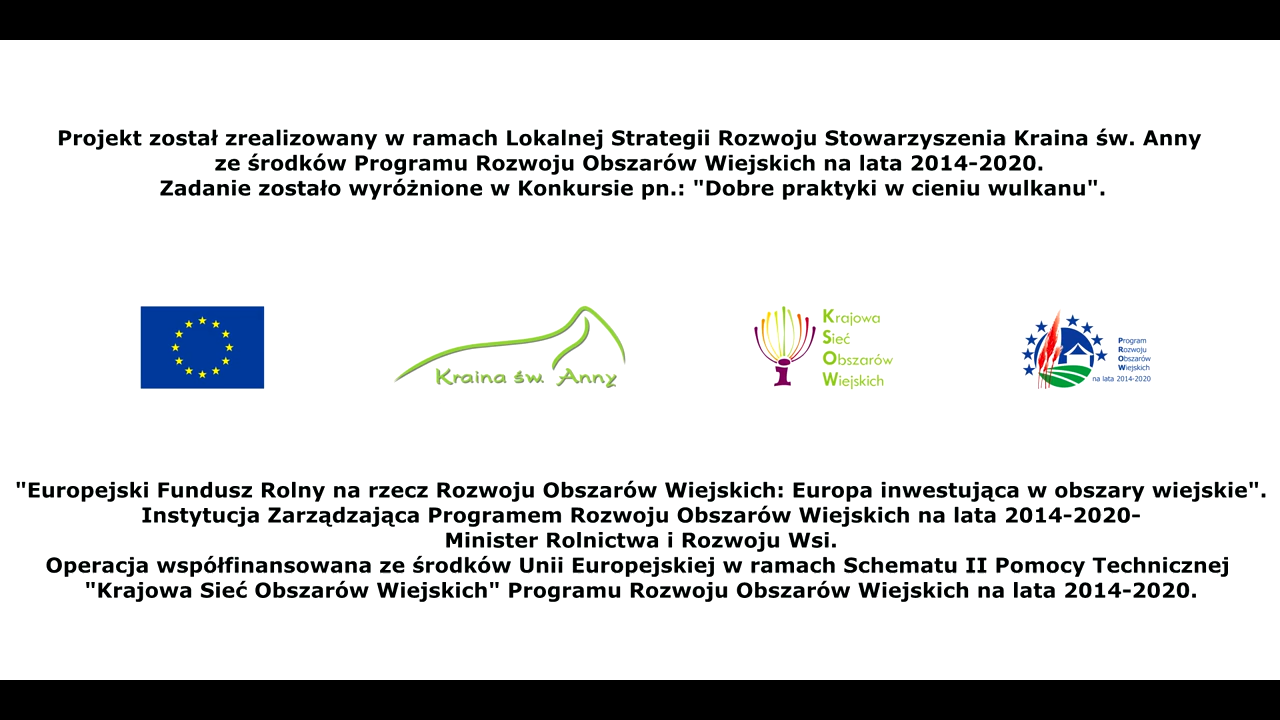 Projekt został zrealizowany w ramach Lokalnej Strategii Rozwoju Stowarzyszenia Kraina św. Anny
ze środków Programu Rozwoju Obszarów Wiejskich na lata 2014-2020.
Zadanie zostało wyróżnione w Konkursie pn.: "Dobre praktyki w cieniu wulkanu".
Kraina św. Anny
Krajowa
Sieć
Obszarów
Wiejskich
Program
Rozwoju
Obszarów
Wiejskich
na lata 2014-2020
"Europejski Fundusz Rolny na rzecz Rozwoju Obszarów Wiejskich: Europa inwestująca w obszary wiejskie".
Instytucja Zarządzająca Programem Rozwoju Obszarów Wiejskich na lata 2014-2020-
Minister Rolnictwa i Rozwoju Wsi.
Operacja współfinansowana ze środków Unii Europejskiej w ramach Schematu II Pomocy Technicznej
"Krajowa Sieć Obszarów Wiejskich" Programu Rozwoju Obszarów Wiejskich na lata 2014-2020.